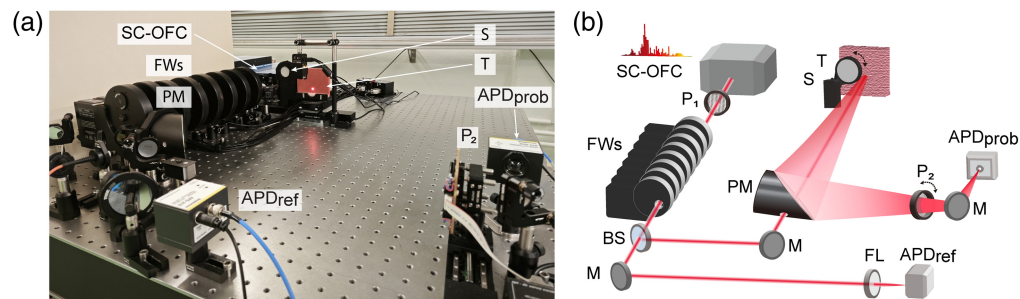 (a)
SC-OFC
S
FWs
T
PM
APDprob
P₂
APDref
(b)
SC-OFC
P₁
T
S
FWs
APDprob
P₂
PM
M
BS
M
M
FL
APDref